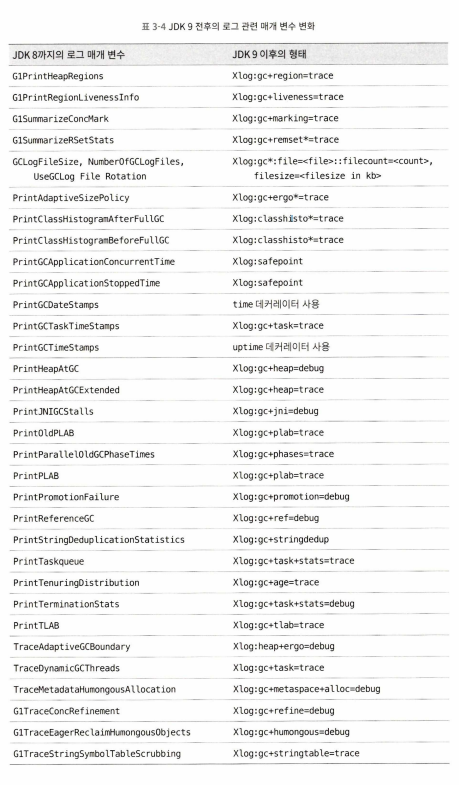 표 3-4 JDK 9 전후의 로그 관련 매개 변수 변화
JDK 8까지의 로그 매개 변수 JDK 9 이후의 형태
G1PrintHeapRegions Xlog:gc+region=trace
G1PrintRegionLivenessInfo Xlog:gc+liveness=trace
G1SummarizeConcMark Xlog:gc+marking=trace
G1SummarizeRSetStats Xlog:gc+remset*=trace
GCLogFileSize, NumberOfGCLogFiles, Xlog:gc*:file=<file>::filecount=<count>,
UseGCLog File Rotation filesize=<filesize in kb>
PrintAdaptiveSizePolicy Xlog:gc+ergo*=trace
PrintClassHistogramAfterFullGC Xlog:classhisto*=trace
PrintClassHistogramBeforeFullGC Xlog:classhisto*=trace
PrintGCApplicationConcurrentTime Xlog:safepoint
PrintGCApplicationStoppedTime Xlog:safepoint
PrintGCDateStamps time 데커레이터 사용
PrintGCTaskTimeStamps Xlog:gc+task=trace
PrintGCTimeStamps uptime 데커레이터 사용
PrintHeapAtGC Xlog:gc+heap=debug
PrintHeapAtGCExtended Xlog:gc+heap=trace
PrintJNIGCStalls Xlog:gc+jni=debug
PrintOldPLAB Xlog:gc+plab=trace
PrintParallelOldGCPhaseTimes Xlog:gc+phases=trace
PrintPLAB Xlog:gc+plab=trace
PrintPromotionFailure Xlog:gc+promotion=debug
PrintReferenceGC Xlog:gc+ref=debug
PrintStringDeduplicationStatistics Xlog:gc+stringdedup
PrintTaskqueue Xlog:gc+task+stats=trace
PrintTenuringDistribution Xlog:gc+age=trace
PrintTerminationStats Xlog:gc+task+stats=debug
PrintTLAB Xlog:gc+tlab=trace
TraceAdaptiveGCBoundary Xlog:heap+ergo=debug
TraceDynamicGCThreads Xlog:gc+task=trace
TraceMetadataHumongousAllocation Xlog:gc+metaspace+alloc=debug
G1TraceConcRefinement Xlog:gc+refine=debug
G1TraceEagerReclaimHumongousObjects Xlog:gc+humongous=debug
G1TraceStringSymbolTableScrubbing Xlog:gc+stringtable=trace